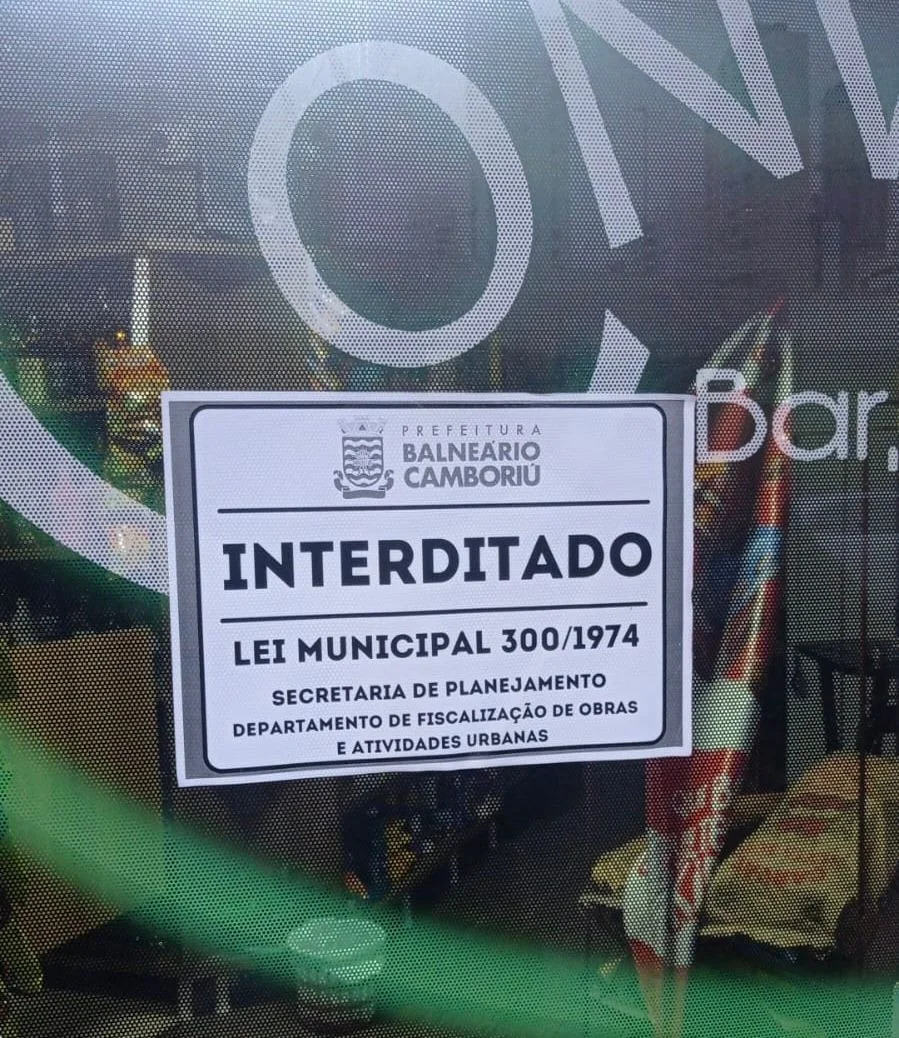 Bar,
PREFEITURA
BALNEÁRIO
CAMBORIÚ
INTERDITADO
LEI MUNICIPAL 300/1974
SECRETARIA DE PLANEJAMENTO
DEPARTAMENTO DE FISCALIZAÇÃO DE OBRAS
E ATIVIDADES URBANAS